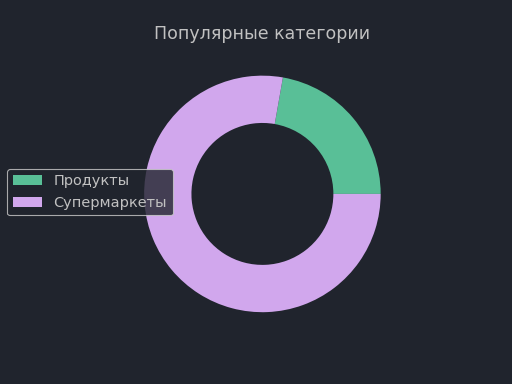 Популярные категории
Продукты
Супермаркеты